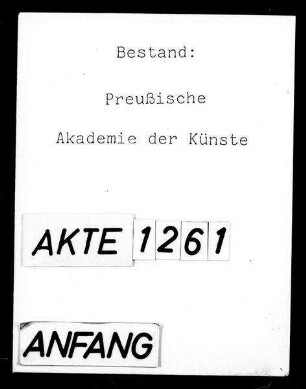 Bestand:
Preußische
Akademie der Künste
AKTE 1261
ANFANG